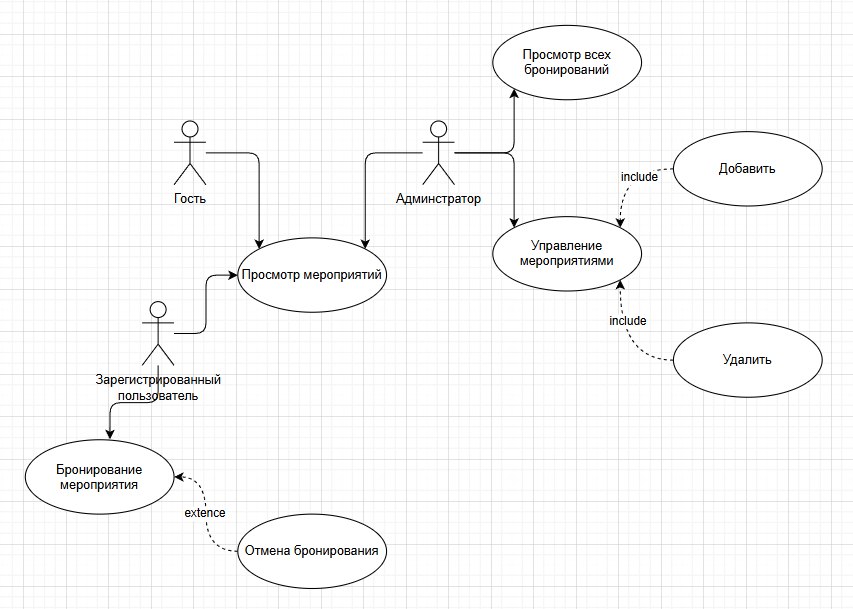 Просмотр всех
бронирований
Гость
Админстратор
include
Добавить
Управление
мероприятиями
Просмотр мероприятий
include
Удалить
Зарегистрированный
пользователь
Бронирование
мероприятия
extence
Отмена бронирования